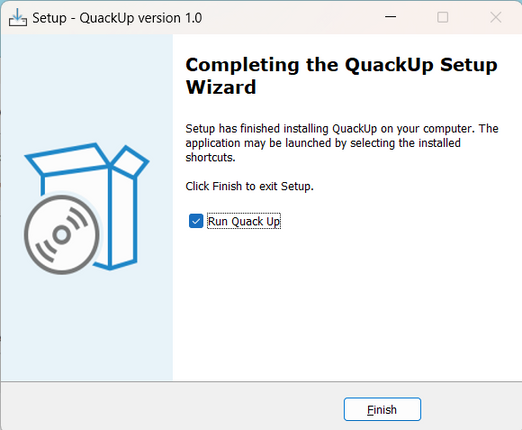 Setup - QuackUp version 1.0
Completing the QuackUp Setup
Wizard
Setup has finished installing QuackUp on your computer. The
application may be launched by selecting the installed
shortcuts.
Click Finish to exit Setup.
Run Quack Up
Finish